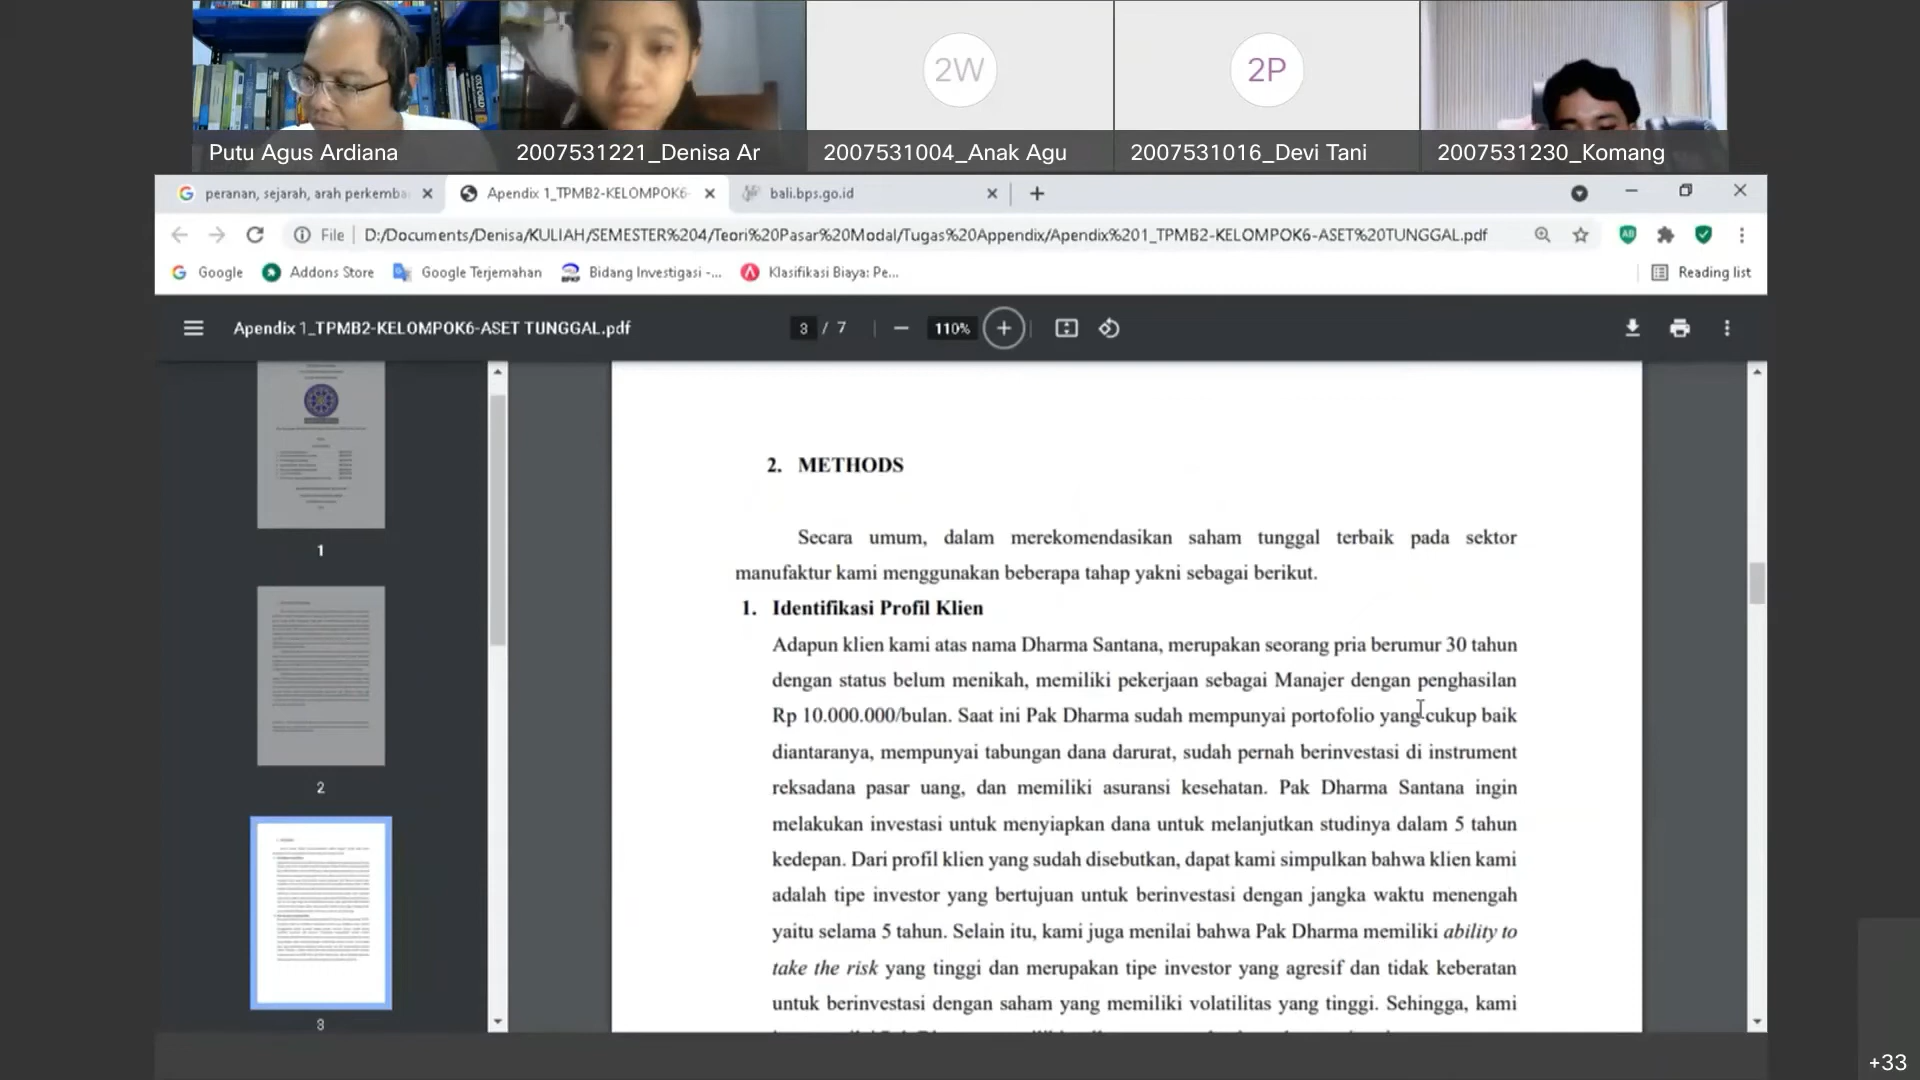 2W
2P
Putu Agus Ardiana
2007531221_Denisa Ar
2007531004_Anak Agu
2007531016_Devi Tani
2007531230_Komang
peranan, sejarah, arah perkemba
Apendix 1_TPMB2-KELOMPOK6-
bali.bps.go.id
File
D:/Documents/Denisa/KULIAH/SEMESTER%204/Teori%20Pasar%20Modal/Tugas%20Appendix/Apendix%201_TPMB2-KELOMPOK6-ASET%20TUNGGAL.pdf
Google
Addons Store
Google Terjemahan
Bidang Investigasi -...
Klasifikasi Biaya: Pe...
Reading list
Apendix 1_TPMB2-KELOMPOK6-ASET TUNGGAL.pdf
3 / 7
110%
1
2
3
2. METHODS
Secara umum, dalam merekomendasikan saham tunggal terbaik pada sektor
manufaktur kami menggunakan beberapa tahap yakni sebagai berikut.
1. Identifikasi Profil Klien
Adapun klien kami atas nama Dharma Santana, merupakan seorang pria berumur 30 tahun
dengan status belum menikah, memiliki pekerjaan sebagai Manajer dengan penghasilan
Rp 10.000.000/bulan. Saat ini Pak Dharma sudah mempunyai portofolio yang cukup baik
diantaranya, mempunyai tabungan dana darurat, sudah pernah berinvestasi di instrument
reksadana pasar uang, dan memiliki asuransi kesehatan. Pak Dharma Santana ingin
melakukan investasi untuk menyiapkan dana untuk melanjutkan studinya dalam 5 tahun
kedepan. Dari profil klien yang sudah disebutkan, dapat kami simpulkan bahwa klien kami
adalah tipe investor yang bertujuan untuk berinvestasi dengan jangka waktu menengah
yaitu selama 5 tahun. Selain itu, kami juga menilai bahwa Pak Dharma memiliki ability to
take the risk yang tinggi dan merupakan tipe investor yang agresif dan tidak keberatan
untuk berinvestasi dengan saham yang memiliki volatilitas yang tinggi. Sehingga, kami
+33